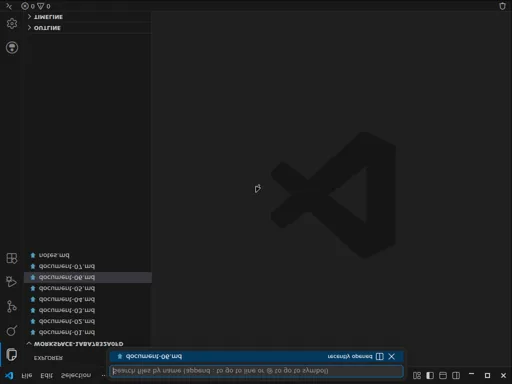 File Edit Selection ···
Search files by name (append : to go to line or @ to go to symbol)
document-06.md recently opened
EXPLORER
document-01.md
document-02.md
document-03.md
document-04.md
document-05.md
document-06.md
document-07.md
notes.md
OUTLINE
TIMELINE
0 0